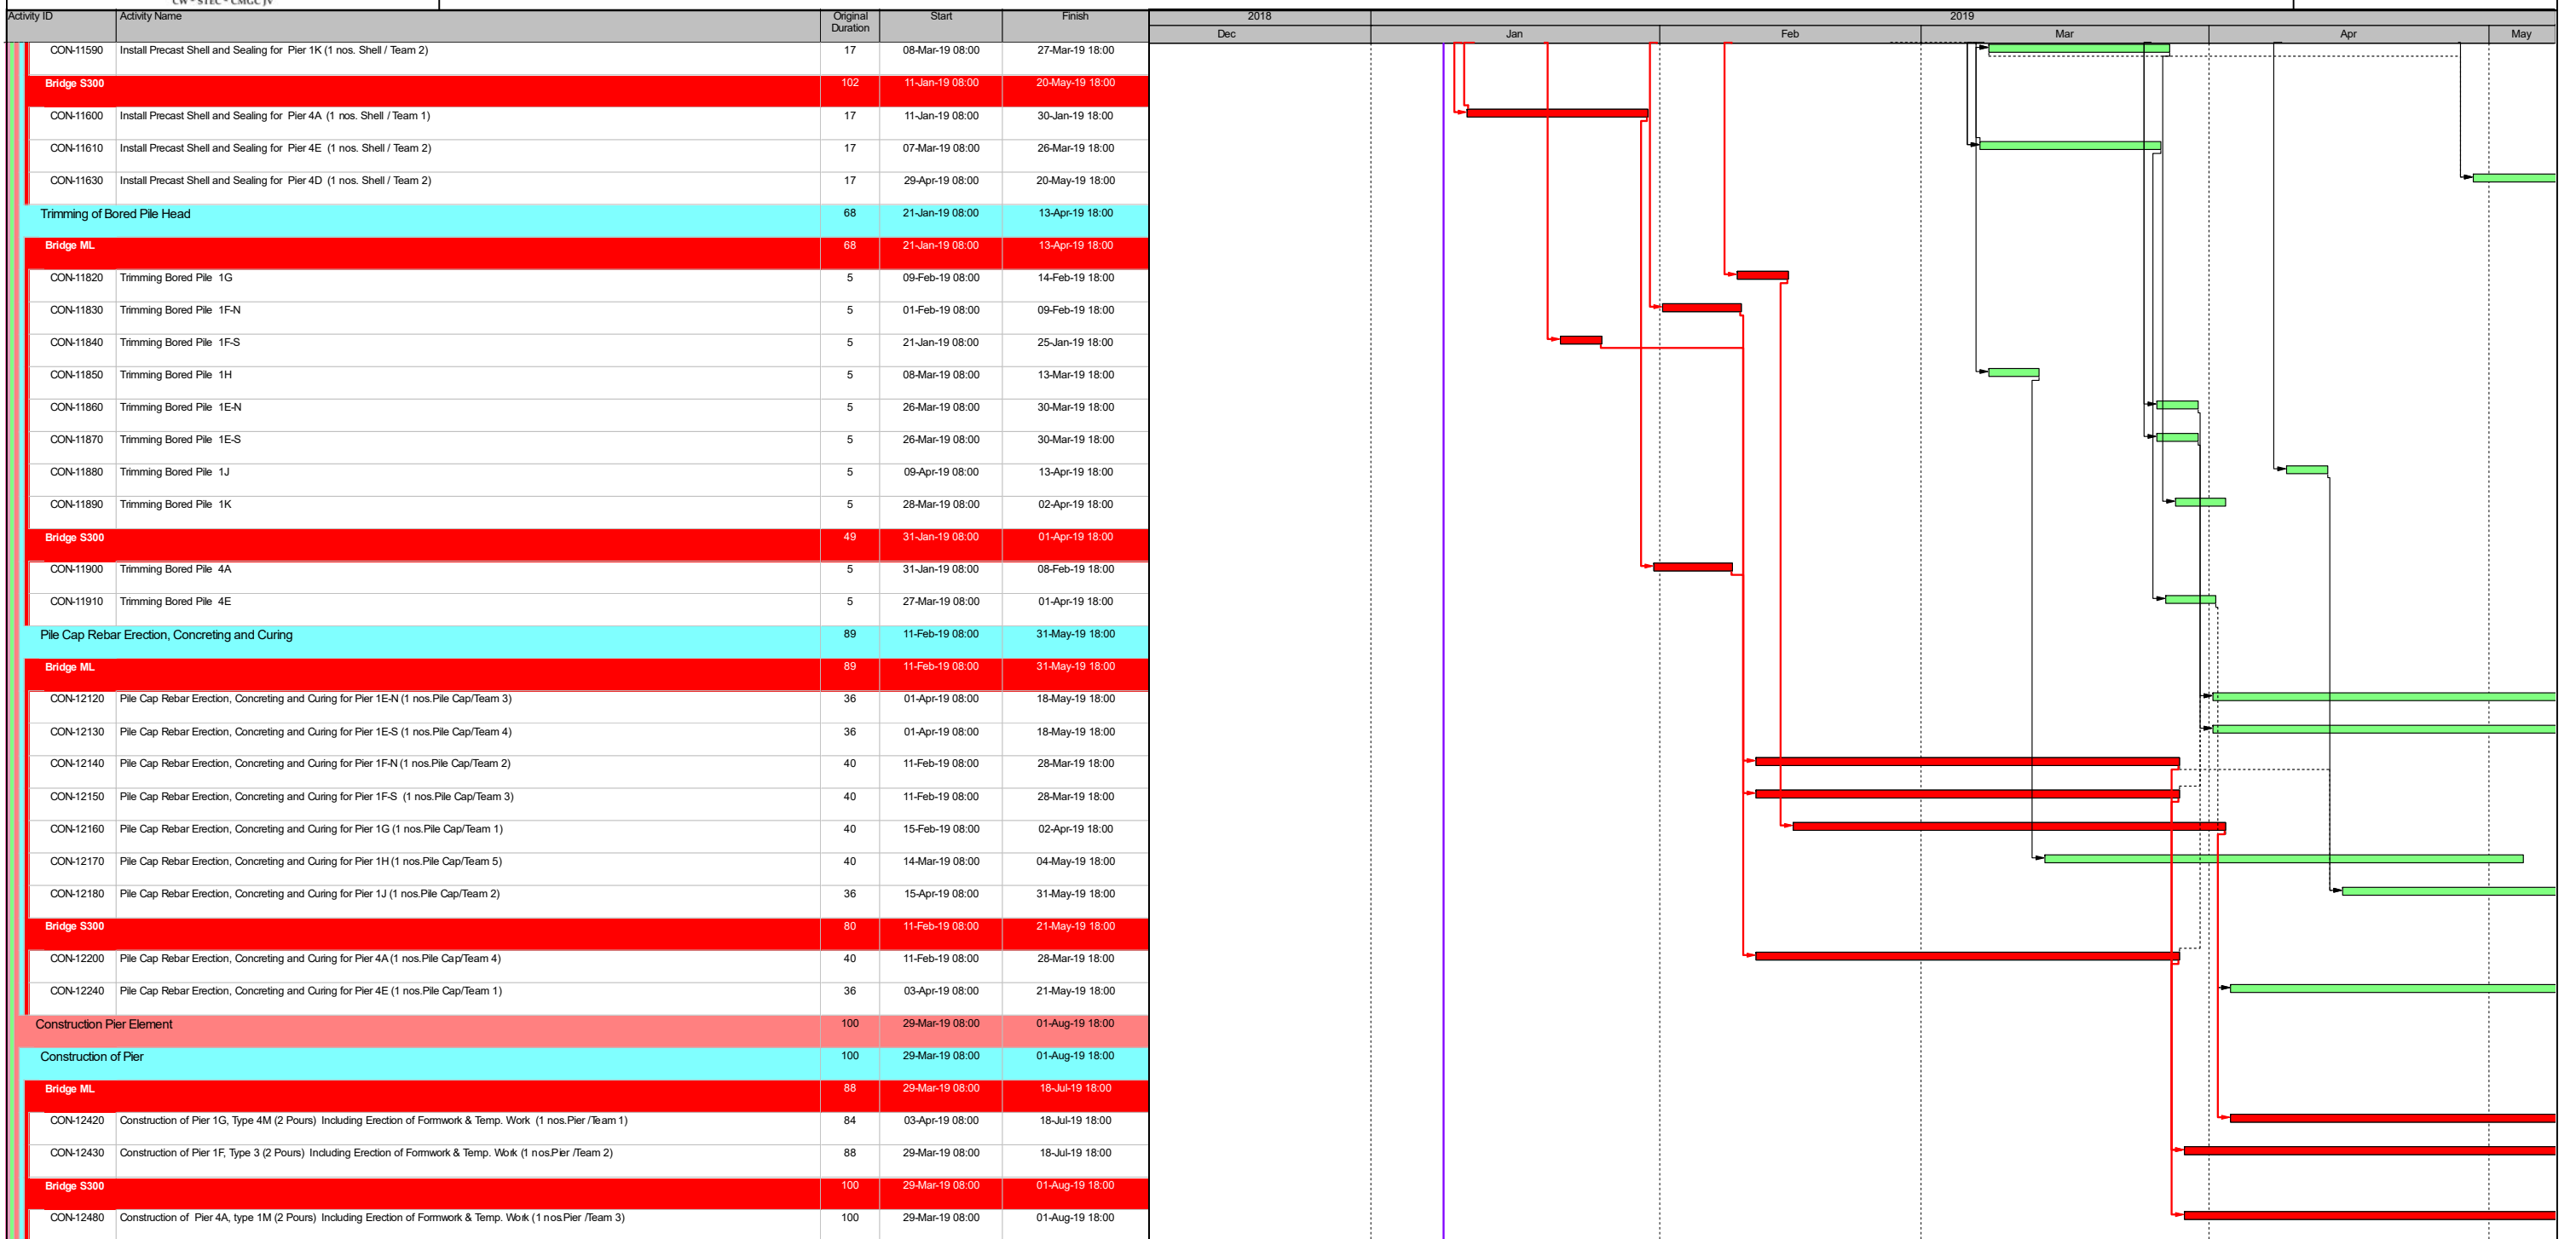 CW - STEC - CMGC JV
Activity ID Activity Name Original Duration Start Finish 2018 2019
Dec Jan Feb Mar Apr May
CON-11590 Install Precast Shell and Sealing for Pier 1K (1 nos. Shell / Team 2) 17 08-Mar-19 08:00 27-Mar-19 18:00
Bridge S300 102 11-Jan-19 08:00 20-May-19 18:00
CON-11600 Install Precast Shell and Sealing for Pier 4A (1 nos. Shell / Team 1) 17 11-Jan-19 08:00 30-Jan-19 18:00
CON-11610 Install Precast Shell and Sealing for Pier 4E (1 nos. Shell / Team 2) 17 07-Mar-19 08:00 26-Mar-19 18:00
CON-11630 Install Precast Shell and Sealing for Pier 4D (1 nos. Shell / Team 2) 17 29-Apr-19 08:00 20-May-19 18:00
Trimming of Bored Pile Head 68 21-Jan-19 08:00 13-Apr-19 18:00
Bridge ML 68 21-Jan-19 08:00 13-Apr-19 18:00
CON-11820 Trimming Bored Pile 1G 5 09-Feb-19 08:00 14-Feb-19 18:00
CON-11830 Trimming Bored Pile 1F-N 5 01-Feb-19 08:00 09-Feb-19 18:00
CON-11840 Trimming Bored Pile 1F-S 5 21-Jan-19 08:00 25-Jan-19 18:00
CON-11850 Trimming Bored Pile 1H 5 08-Mar-19 08:00 13-Mar-19 18:00
CON-11860 Trimming Bored Pile 1E-N 5 26-Mar-19 08:00 30-Mar-19 18:00
CON-11870 Trimming Bored Pile 1E-S 5 26-Mar-19 08:00 30-Mar-19 18:00
CON-11880 Trimming Bored Pile 1J 5 09-Apr-19 08:00 13-Apr-19 18:00
CON-11890 Trimming Bored Pile 1K 5 28-Mar-19 08:00 02-Apr-19 18:00
Bridge S300 49 31-Jan-19 08:00 01-Apr-19 18:00
CON-11900 Trimming Bored Pile 4A 5 31-Jan-19 08:00 08-Feb-19 18:00
CON-11910 Trimming Bored Pile 4E 5 27-Mar-19 08:00 01-Apr-19 18:00
Pile Cap Rebar Erection, Concreting and Curing 89 11-Feb-19 08:00 31-May-19 18:00
Bridge ML 89 11-Feb-19 08:00 31-May-19 18:00
CON-12120 Pile Cap Rebar Erection, Concreting and Curing for Pier 1E-N (1 nos.Pile Cap/Team 3) 36 01-Apr-19 08:00 18-May-19 18:00
CON-12130 Pile Cap Rebar Erection, Concreting and Curing for Pier 1E-S (1 nos.Pile Cap/Team 4) 36 01-Apr-19 08:00 18-May-19 18:00
CON-12140 Pile Cap Rebar Erection, Concreting and Curing for Pier 1F-N (1 nos.Pile Cap/Team 2) 40 11-Feb-19 08:00 28-Mar-19 18:00
CON-12150 Pile Cap Rebar Erection, Concreting and Curing for Pier 1F-S (1 nos.Pile Cap/Team 3) 40 11-Feb-19 08:00 28-Mar-19 18:00
CON-12160 Pile Cap Rebar Erection, Concreting and Curing for Pier 1G (1 nos.Pile Cap/Team 1) 40 15-Feb-19 08:00 02-Apr-19 18:00
CON-12170 Pile Cap Rebar Erection, Concreting and Curing for Pier 1H (1 nos.Pile Cap/Team 5) 40 14-Mar-19 08:00 04-May-19 18:00
CON-12180 Pile Cap Rebar Erection, Concreting and Curing for Pier 1J (1 nos.Pile Cap/Team 2) 36 15-Apr-19 08:00 31-May-19 18:00
Bridge S300 80 11-Feb-19 08:00 21-May-19 18:00
CON-12200 Pile Cap Rebar Erection, Concreting and Curing for Pier 4A (1 nos.Pile Cap/Team 4) 40 11-Feb-19 08:00 28-Mar-19 18:00
CON-12240 Pile Cap Rebar Erection, Concreting and Curing for Pier 4E (1 nos.Pile Cap/Team 1) 36 03-Apr-19 08:00 21-May-19 18:00
Construction Pier Element 100 29-Mar-19 08:00 01-Aug-19 18:00
Construction of Pier 100 29-Mar-19 08:00 01-Aug-19 18:00
Bridge ML 88 29-Mar-19 08:00 18-Jul-19 18:00
CON-12420 Construction of Pier 1G, Type 4M (2 Pours) Including Erection of Formwork & Temp. Work (1 nos.Pier /Team 1) 84 03-Apr-19 08:00 18-Jul-19 18:00
CON-12430 Construction of Pier 1F, Type 3 (2 Pours) Including Erection of Formwork & Temp. Work (1 nos.Pier /Team 2) 88 29-Mar-19 08:00 18-Jul-19 18:00
Bridge S300 100 29-Mar-19 08:00 01-Aug-19 18:00
CON-12480 Construction of Pier 4A, type 1M (2 Pours) Including Erection of Formwork & Temp. Work (1 nos.Pier /Team 3) 100 29-Mar-19 08:00 01-Aug-19 18:00